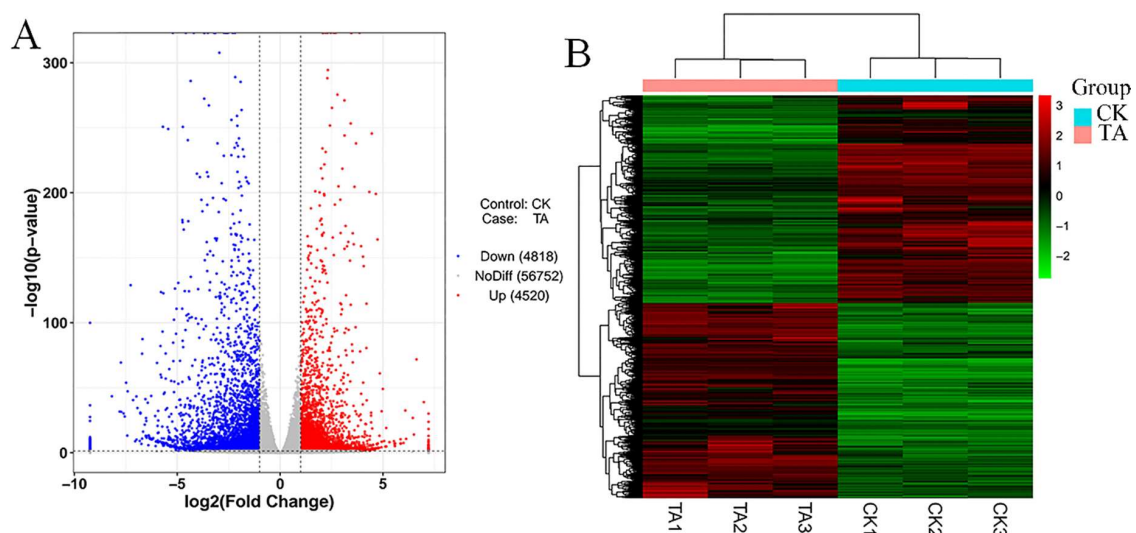 A
−log10(p−value)
300
200
100
0
−10
−5
0
5
log2(Fold Change)
Control: CK
Case: TA
Down (4818)
NoDiff (56752)
Up (4520)
B
Group
CK
TA
3
2
1
0
−1
−2
TA1
TA2
TA3
CK1
CK2
CK3